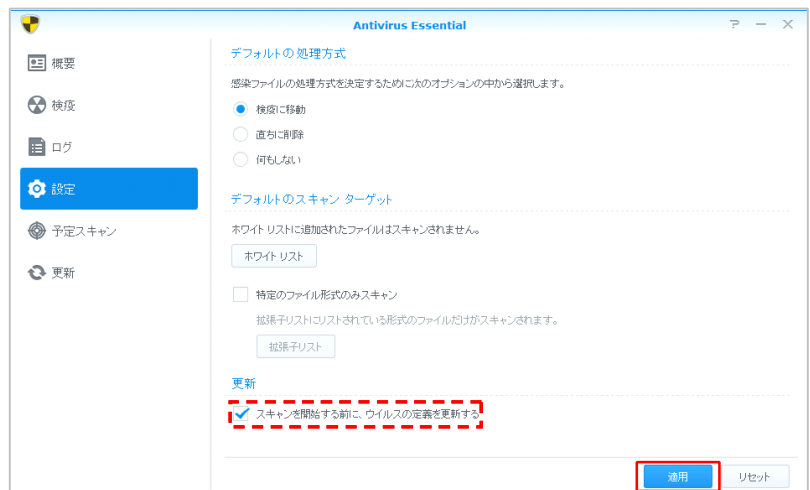 Antivirus Essential
? — ×
概要
検疫
ログ
設定
予定スキャン
更新
デフォルトの処理方式
感染ファイルの処理方式を決定するために次のオプションの中から選択します。
検疫に移動
直ちに削除
何もしない
デフォルトのスキャン ターゲット
ホワイト リストに追加されたファイルはスキャンされません。
ホワイト リスト
特定のファイル形式のみスキャン
拡張子リストにリストされている形式のファイルだけがスキャンされます。
拡張子リスト
更新
スキャンを開始する前に、ウイルスの定義を更新する
適用
リセット